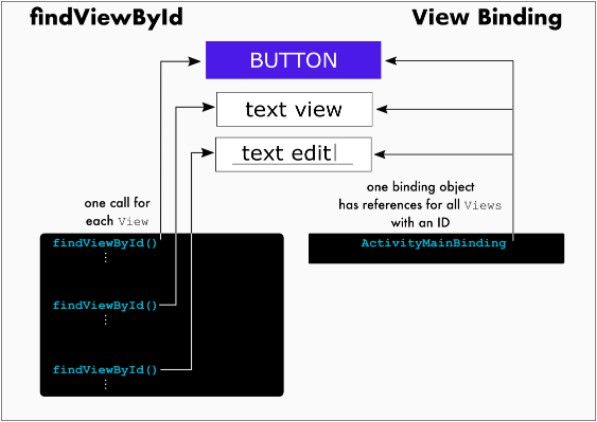 findViewById
View Binding
BUTTON
text view
text edit
one call for
each View
one binding object
has references for all Views
with an ID
findViewById()
findViewById()
findViewById()
ActivityMainBinding